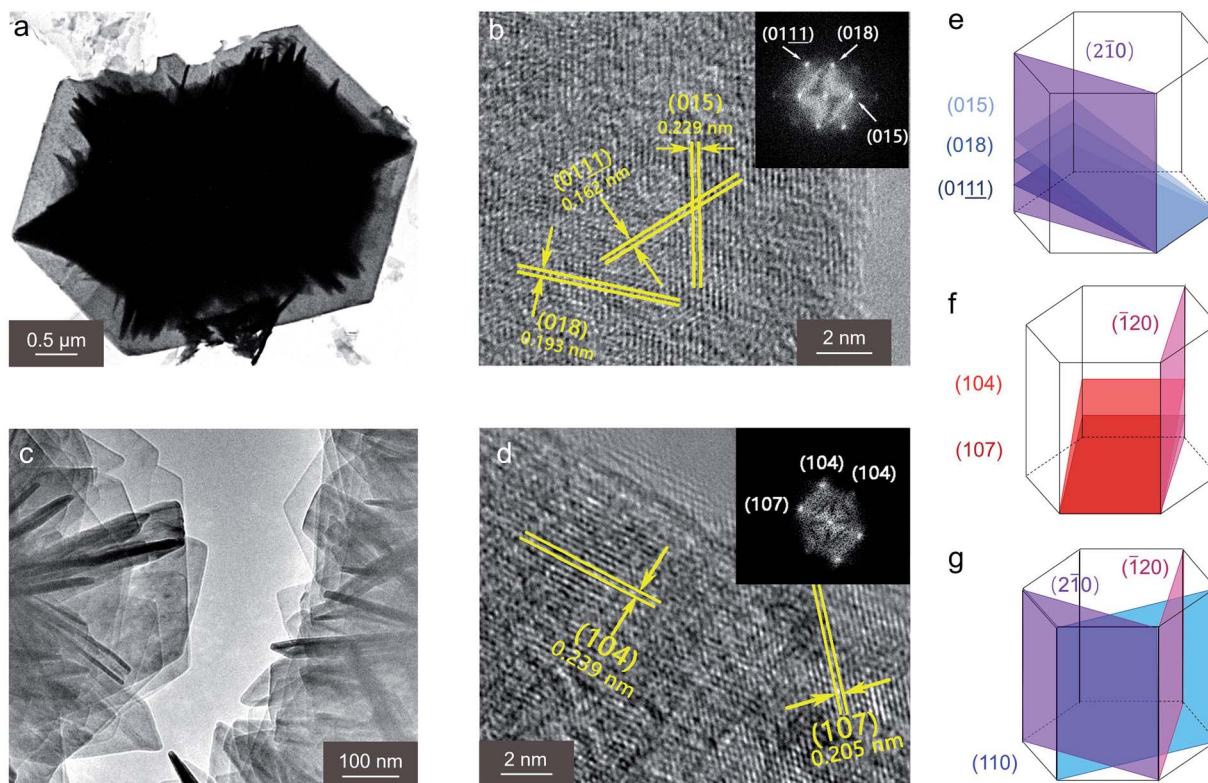 a
0.5 µm
b
(015)
0.229 nm
(0111)
0.162 nm
(018)
0.193 nm
(0111)
(018)
(015)
2 nm
c
100 nm
d
(104)
0.239 nm
(107)
0.205 nm
(104)
(104)
(107)
2 nm
e
(21̅0)
(015)
(018)
(0111)
f
(1̅20)
(104)
(107)
g
(21̅0)
(1̅20)
(110)